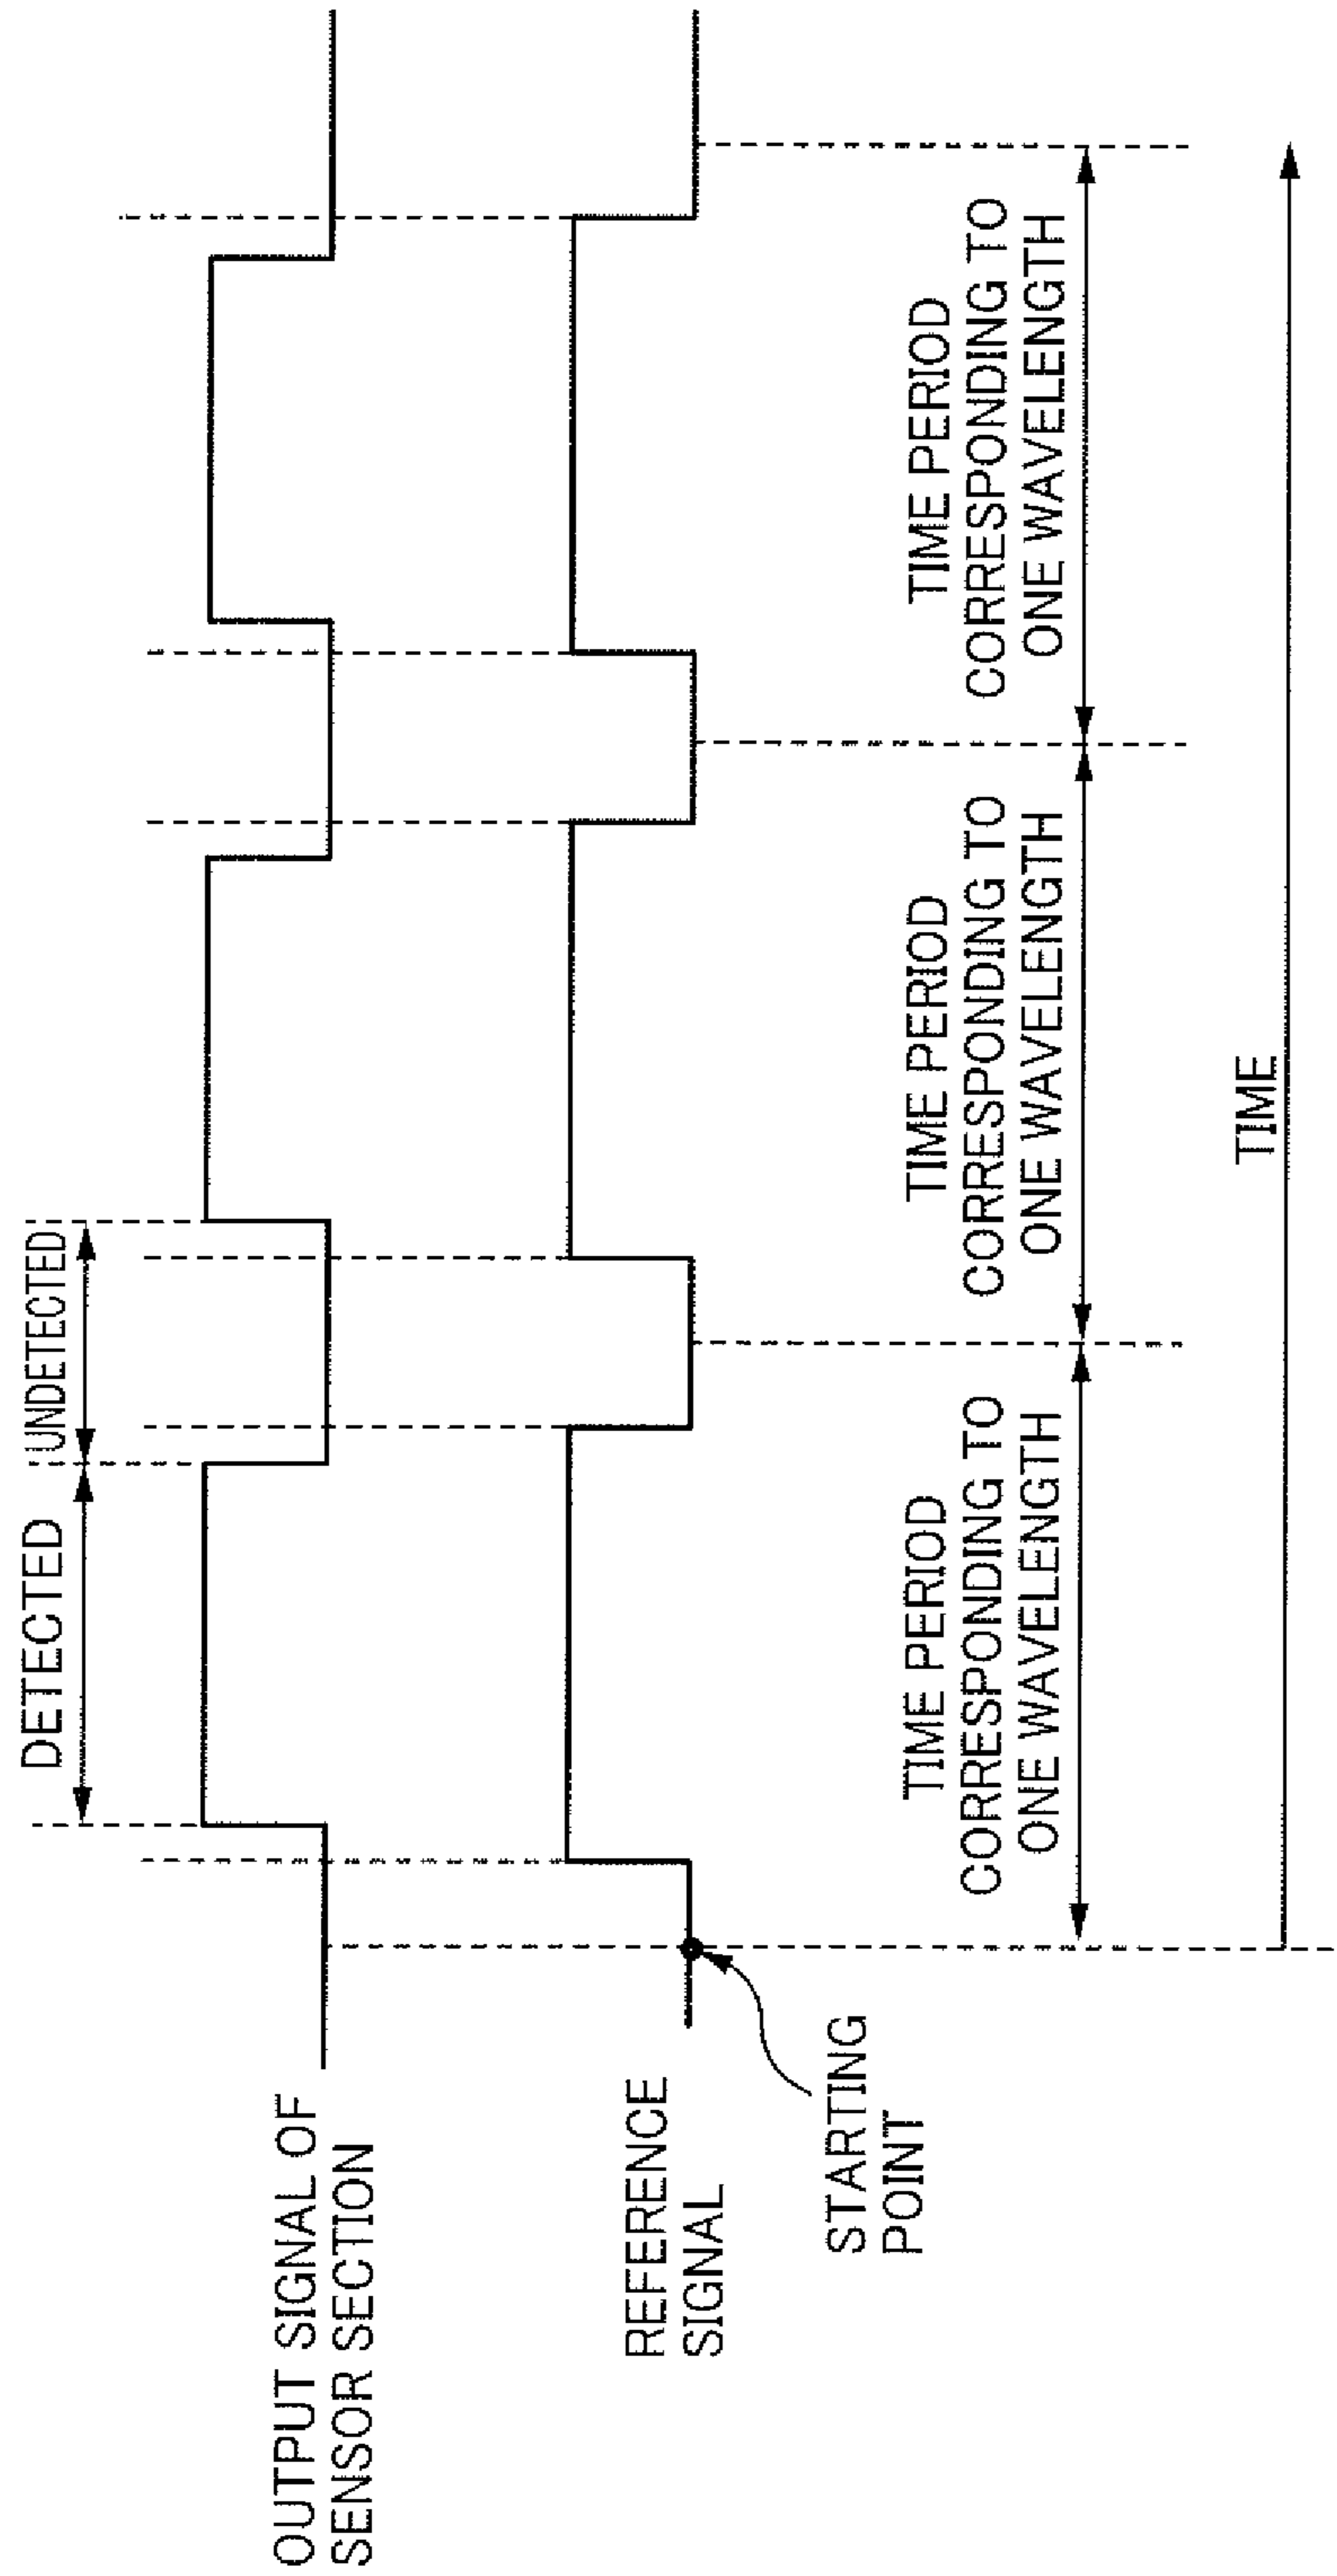 DETECTED
UNDETECTED
OUTPUT SIGNAL OF
SENSOR SECTION
REFERENCE
SIGNAL
STARTING
POINT
TIME PERIOD
CORRESPONDING TO
ONE WAVELENGTH
TIME PERIOD
CORRESPONDING TO
ONE WAVELENGTH
TIME PERIOD
CORRESPONDING TO
ONE WAVELENGTH
TIME